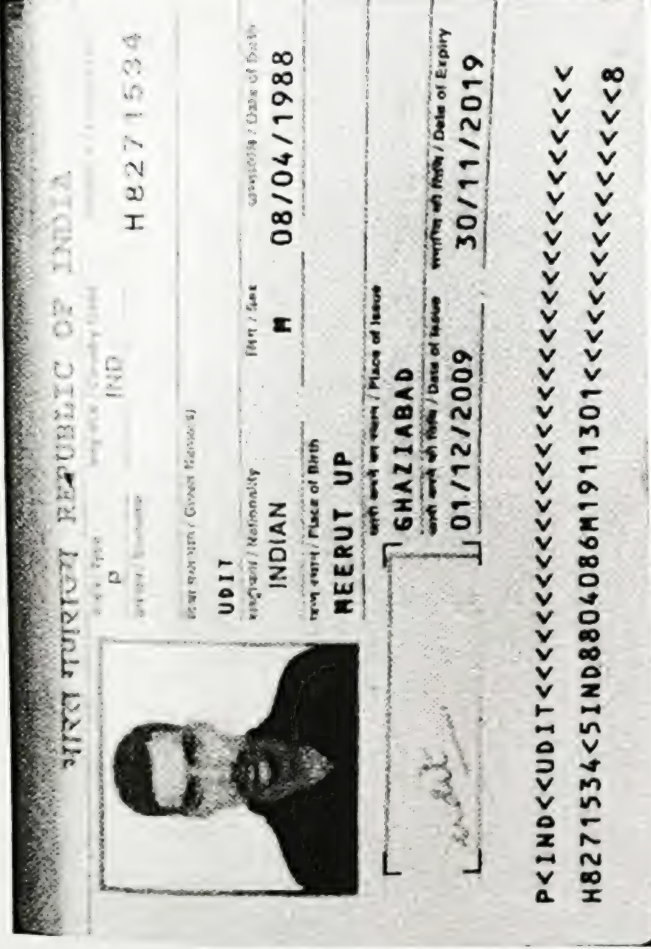 भारत गणराज्य REPUBLIC OF INDIA
P IND H8271534
/ Given Name(s)
UDIT
/ Nationality / Sex / Date of Birth
INDIAN M 08/04/1988
/ Place of Birth
MEERUT UP
/ Place of Issue
GHAZIABAD
/ Date of Issue / Date of Expiry
01/12/2009 30/11/2019
udit
P<IND<<UDIT<<<<<<<<<<<<<<<<<<<<<<<<<<<<<<<<<
H8271534<5IND8804086M1911301<<<<<<<<<<<<<<<8